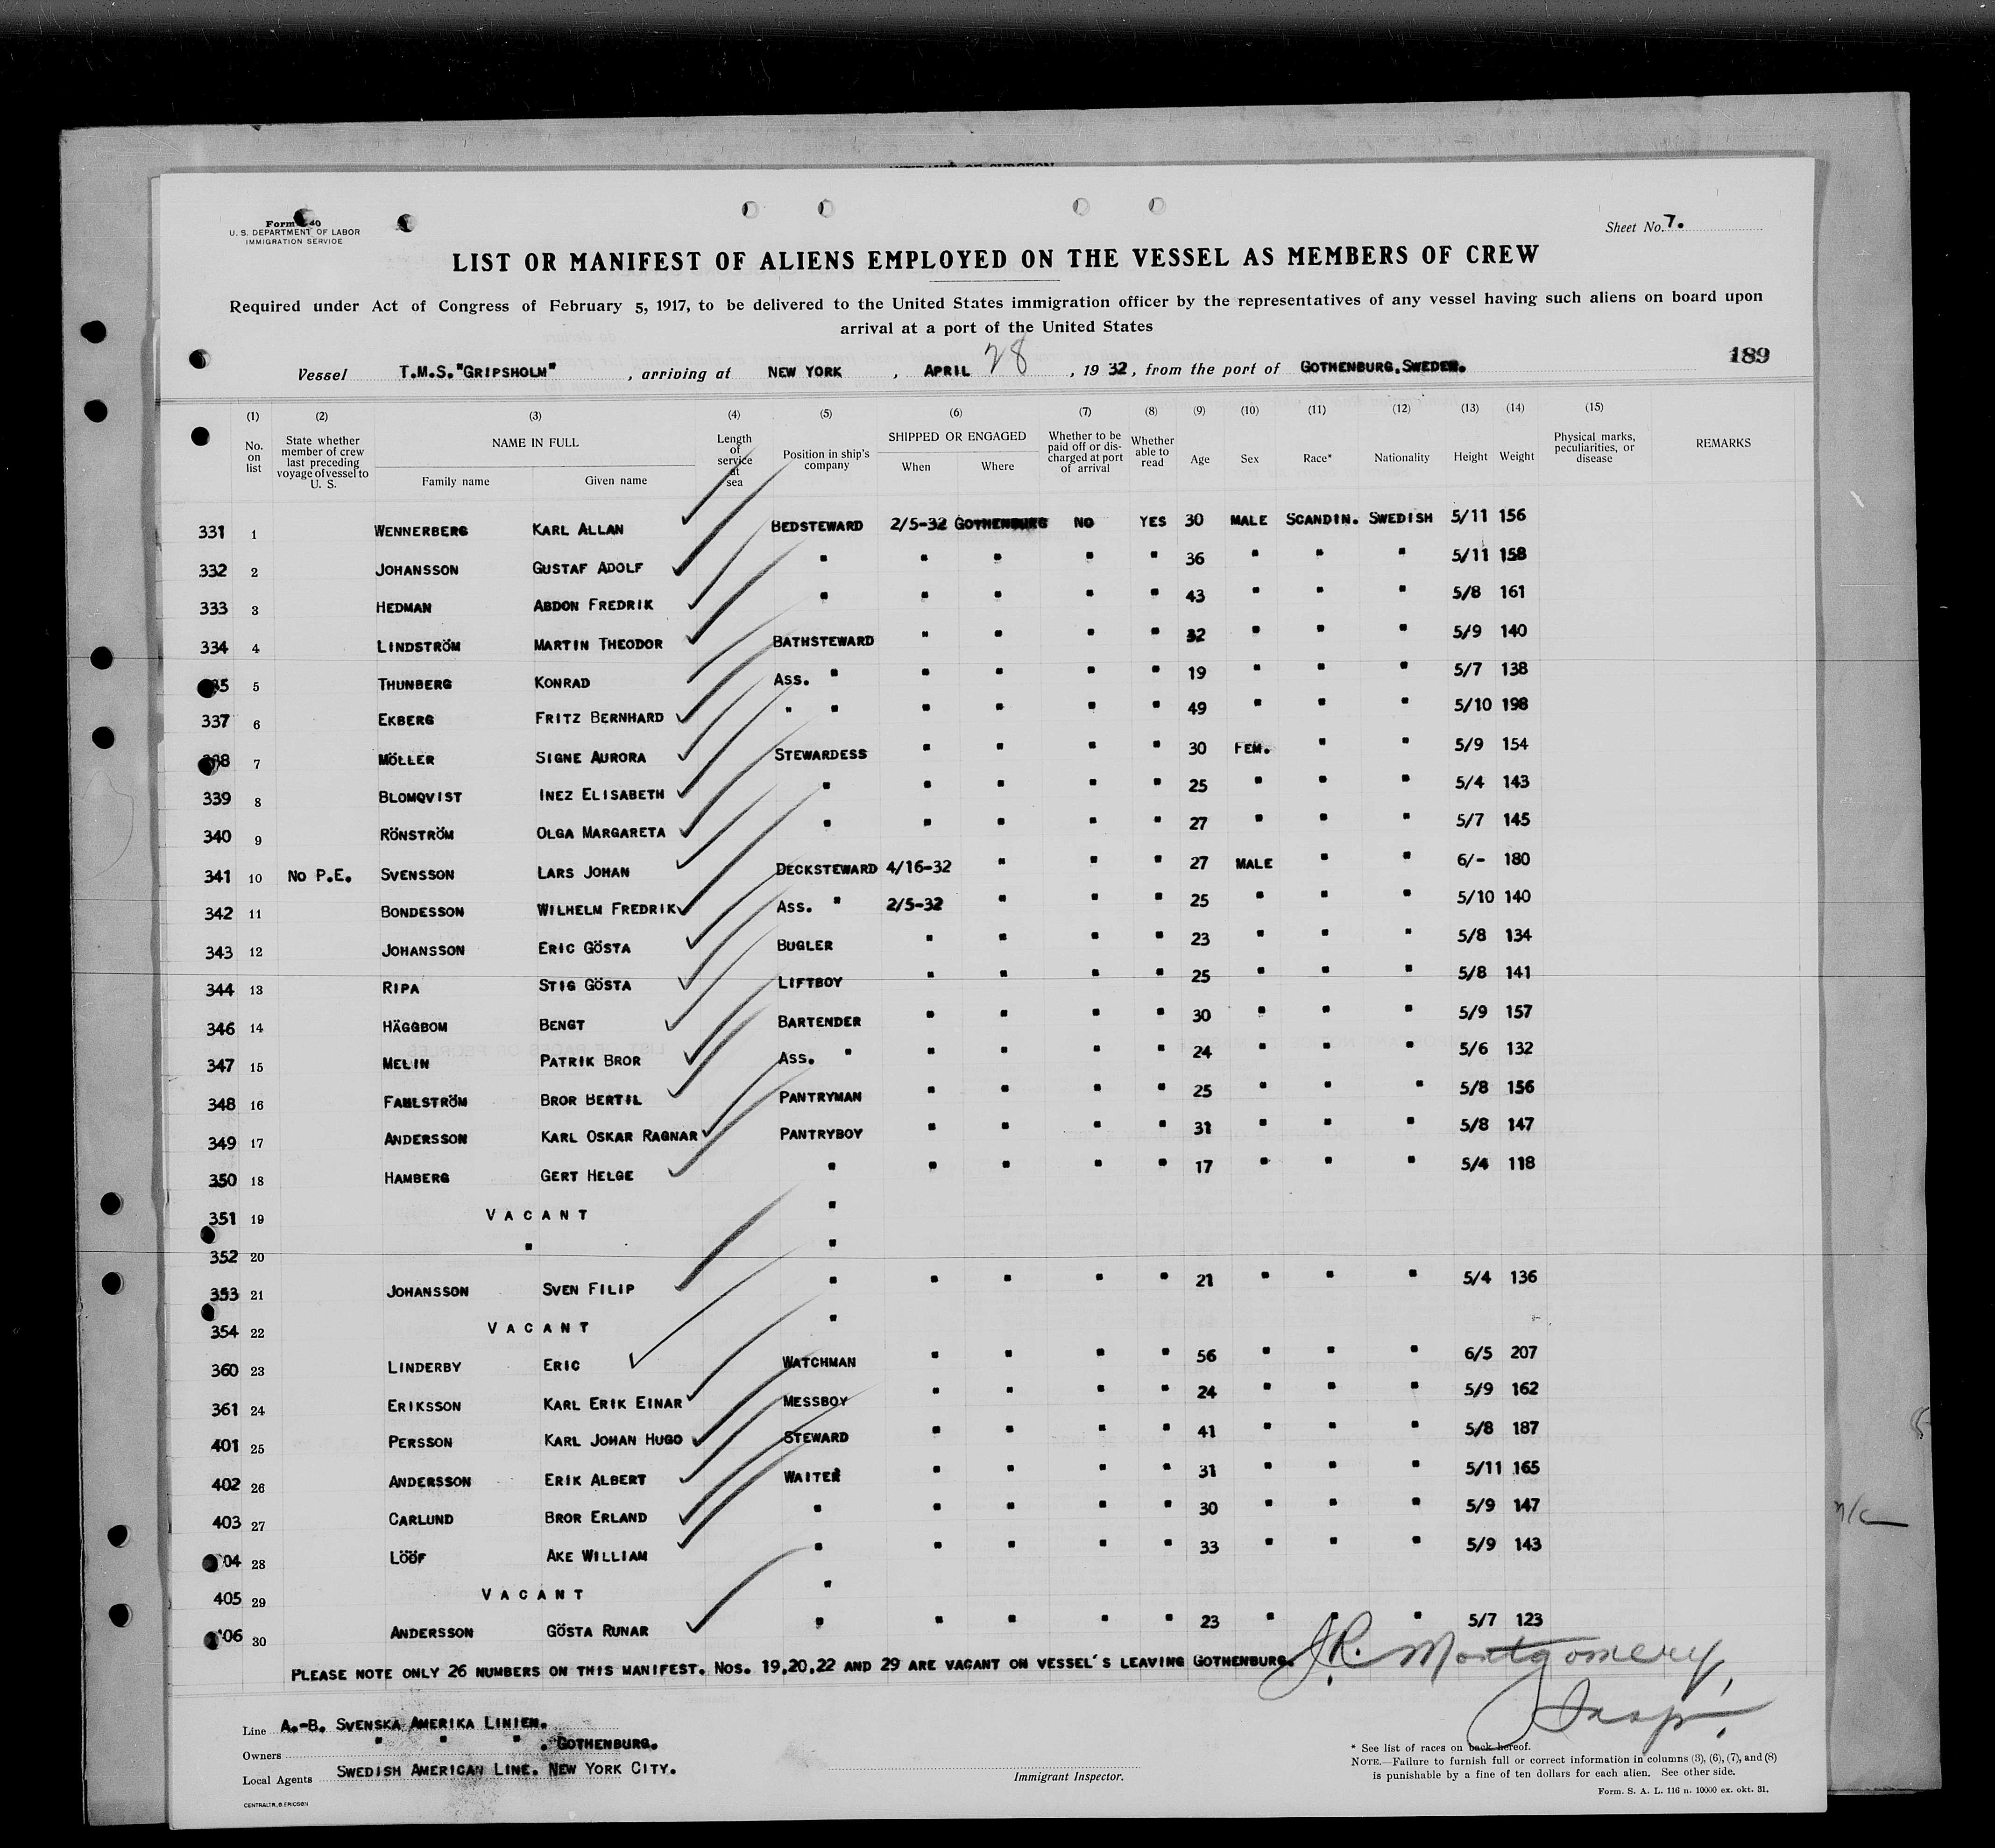 Form
U. S. DEPARTMENT OF LABOR
IMMIGRATION SERVICE
Sheet No. 7.
LIST OR MANIFEST OF ALIENS EMPLOYED ON THE VESSEL AS MEMBERS OF CREW
Required under Act of Congress of February 5, 1917, to be delivered to the United States immigration officer by the representatives of any vessel having such aliens on board upon
arrival at a port of the United States
189
Vessel T.M.S."GRIPSHOLM" , arriving at NEW YORK , APRIL 28 , 19 32, from the port of GOTHENBURG, SWEDEN.
(1) (2) (3) (4) (5) (6) (7) (8) (9) (10) (11) (12) (13) (14) (15)
No. on list State whether member of crew last preceding voyage of vessel to U. S. NAME IN FULL Family name Given name Length of service at sea Position in ship's company SHIPPED OR ENGAGED When Where Whether to be paid off or discharged at port of arrival Whether able to read Age Sex Race* Nationality Height Weight Physical marks, peculiarities, or disease REMARKS
331 1 WENNERBERG KARL ALLAN BEDSTEWARD 2/5-32 GOTHENBURG NO YES 30 MALE SCANDIN. SWEDISH 5/11 156
332 2 JOHANSSON GUSTAF ADOLF " " " " " 36 " " " 5/11 158
333 3 HEDMAN ABDON FREDRIK " " " " " 43 " " " 5/8 161
334 4 LINDSTRÖM MARTIN THEODOR BATHSTEWARD " " " " 32 " " " 5/9 140
35 5 THUNBERG KONRAD ASS. " " " " " 19 " " " 5/7 138
337 6 EKBERG FRITZ BERNHARD " " " " " " 49 " " " 5/10 198
38 7 MÖLLER SIGNE AURORA STEWARDESS " " " " 30 FEM. " " 5/9 154
339 8 BLOMQVIST INEZ ELISABETH " " " " " 25 " " " 5/4 143
340 9 RÖNSTRÖM OLGA MARGARETA " " " " " 27 " " " 5/7 145
341 10 NO P.E. SVENSSON LARS JOHAN DECKSTEWARD 4/16-32 " " " 27 MALE " " 6/- 180
342 11 BONDESSON WILHELM FREDRIK ASS. " 2/5-32 " " " 25 " " " 5/10 140
343 12 JOHANSSON ERIC GÖSTA BUGLER " " " " 23 " " " 5/8 134
344 13 RIPA STIG GÖSTA LIFTBOY " " " " 25 " " " 5/8 141
346 14 HÄGGBOM BENGT BARTENDER " " " " 30 " " " 5/9 157
347 15 MELIN PATRIK BROR ASS. " " " " " 24 " " " 5/6 132
348 16 FAHLSTRÖM BROR BERTIL PANTRYMAN " " " " 25 " " " 5/8 156
349 17 ANDERSSON KARL OSKAR RAGNAR PANTRYBOY " " " " 31 " " " 5/8 147
350 18 HAMBERG GERT HELGE " " " " " 17 " " " 5/4 118
351 19 VACANT "
352 20 " "
353 21 JOHANSSON SVEN FILIP " " " " " 21 " " " 5/4 136
354 22 VACANT "
360 23 LINDERBY ERIC WATCHMAN " " " " 56 " " " 6/5 207
361 24 ERIKSSON KARL ERIK EINAR MESSBOY " " " " 24 " " " 5/9 162
401 25 PERSSON KARL JOHAN HUGO STEWARD " " " " 41 " " " 5/8 187
402 26 ANDERSSON ERIK ALBERT WAITER " " " " 31 " " " 5/11 165
403 27 CARLUND BROR ERLAND " " " " " 30 " " " 5/9 147
04 28 LÖÖF AKE WILLIAM " " " " " 33 " " " 5/9 143
405 29 VACANT "
06 30 ANDERSSON GÖSTA RUNAR " " " " " 23 " " " 5/7 123
PLEASE NOTE ONLY 26 NUMBERS ON THIS MANIFEST. NOS. 19,20,22 AND 29 ARE VACANT ON VESSEL'S LEAVING GOTHENBURG.
J.R. Montgomery,
Insp.
Line A.-B. SVENSKA AMERIKA LINIEN.
Owners " " " . GOTHENBURG.
Local Agents SWEDISH AMERICAN LINE. NEW YORK CITY.
Immigrant Inspector.
* See list of races on back hereof.
NOTE.—Failure to furnish full or correct information in columns (3), (6), (7), and (8)
is punishable by a fine of ten dollars for each alien. See other side.
Form. S. A. L. 116 n. 10000 ex. okt. 31.
CENTRALTR., B. ERICSON
n/c